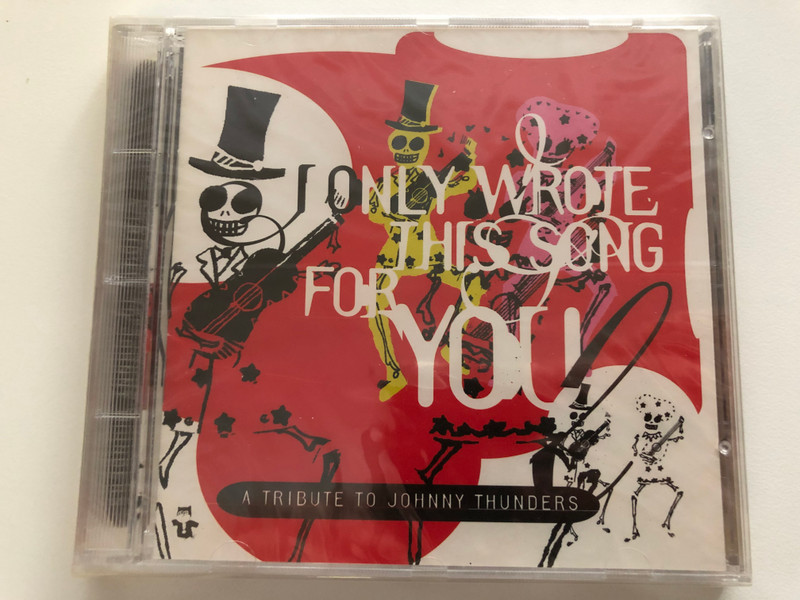 I ONLY WROTE
THIS SONG
FOR
YOU
A TRIBUTE TO JOHNNY THUNDERS